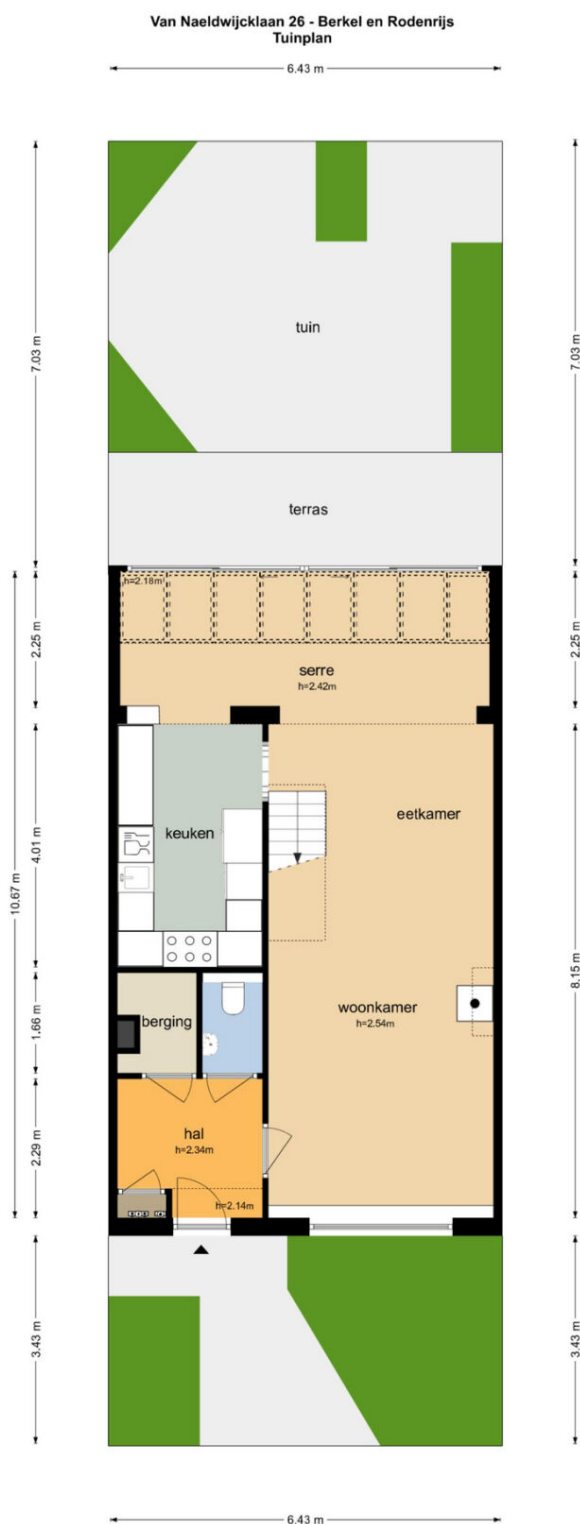 Van Naeldwijcklaan 26 - Berkel en Rodenrijs
Tuinplan
6.43 m
7.03 m
7.03 m
tuin
terras
h=2.18m
2.25 m
2.25 m
serre
h=2.42m
10.67 m
4.01 m
keuken
eetkamer
8.15 m
1.66 m
berging
woonkamer
h=2.54m
2.29 m
hal
h=2.34m
h=2.14m
3.43 m
3.43 m
6.43 m